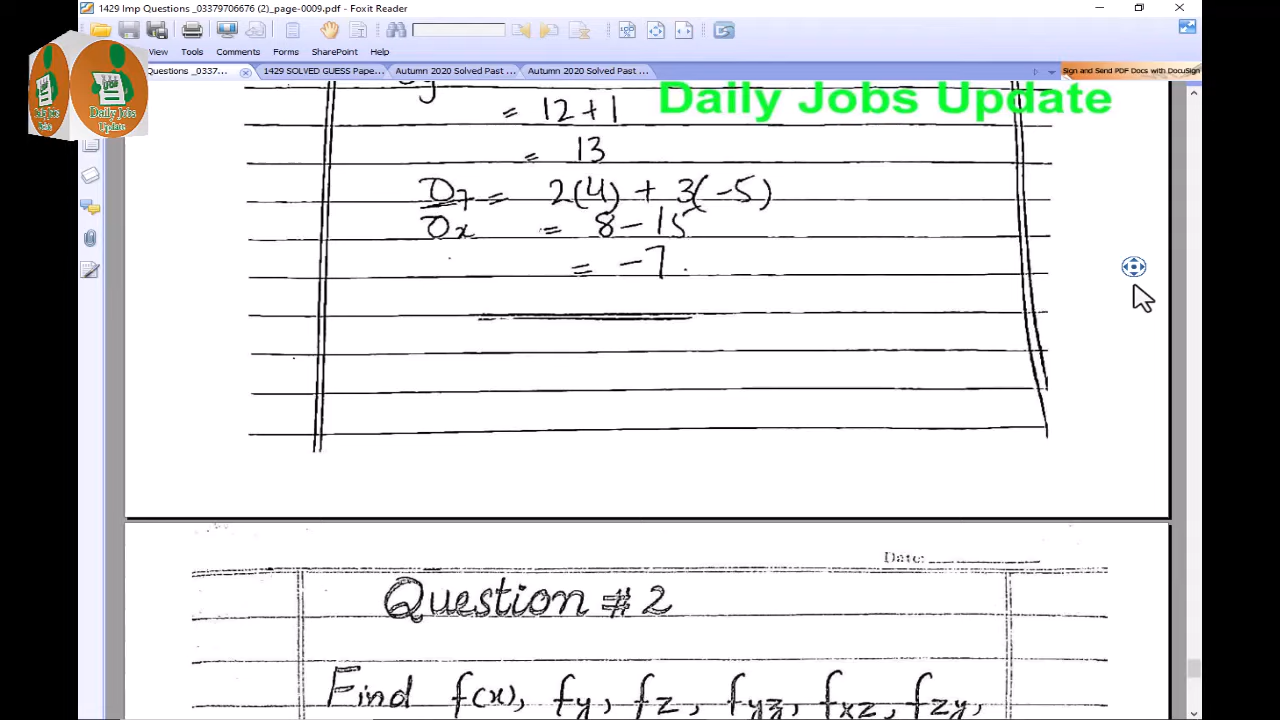 1429 Imp Questions _03379706676 (2)_page-0009.pdf - Foxit Reader
View Tools Comments Forms SharePoint Help
Questions _0337... 1429 SOLVED GUESS Pape... Autumn 2020 Solved Past ... Autumn 2020 Solved Past ... Sign and Send PDF Docs with DocuSign
Daily Jobs Update
Daily Jobs Update
= 12 + 1
= 13
= 2(4) + 3(-5)
= 8 - 15
= -7.
Date:
Question # 2
Find f(x), fy, fz, fyz, fxz, fzy,